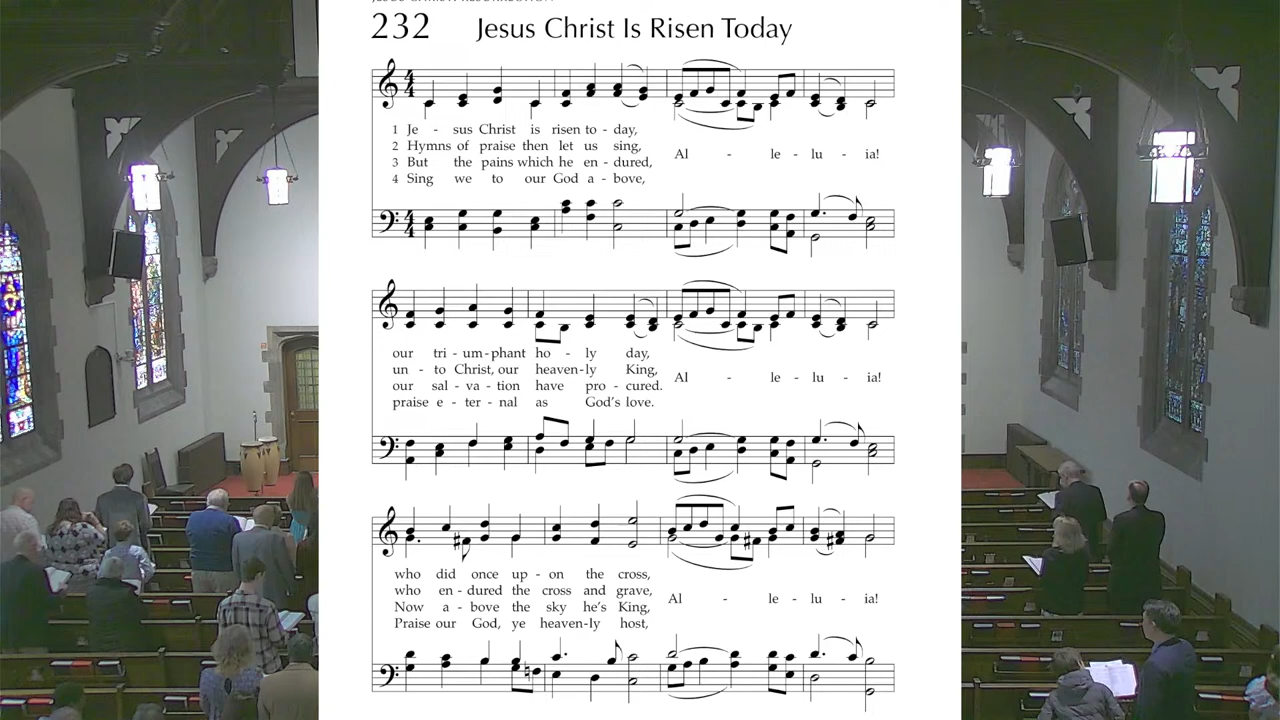 JESUS CHRIST: RESURRECTION
232 Jesus Christ Is Risen Today
1 Je - sus Christ is risen to - day,
2 Hymns of praise then let us sing,
3 But the pains which he en - dured,
4 Sing we to our God a - bove,
Al - le - lu - ia!
our tri - um - phant ho - ly day,
un - to Christ, our heaven - ly King,
our sal - va - tion have pro - cured.
praise e - ter - nal as God's love.
Al - le - lu - ia!
who did once up - on the cross,
who en - dured the cross and grave,
Now a - bove the sky he's King,
Praise our God, ye heaven - ly host,
Al - le - lu - ia!